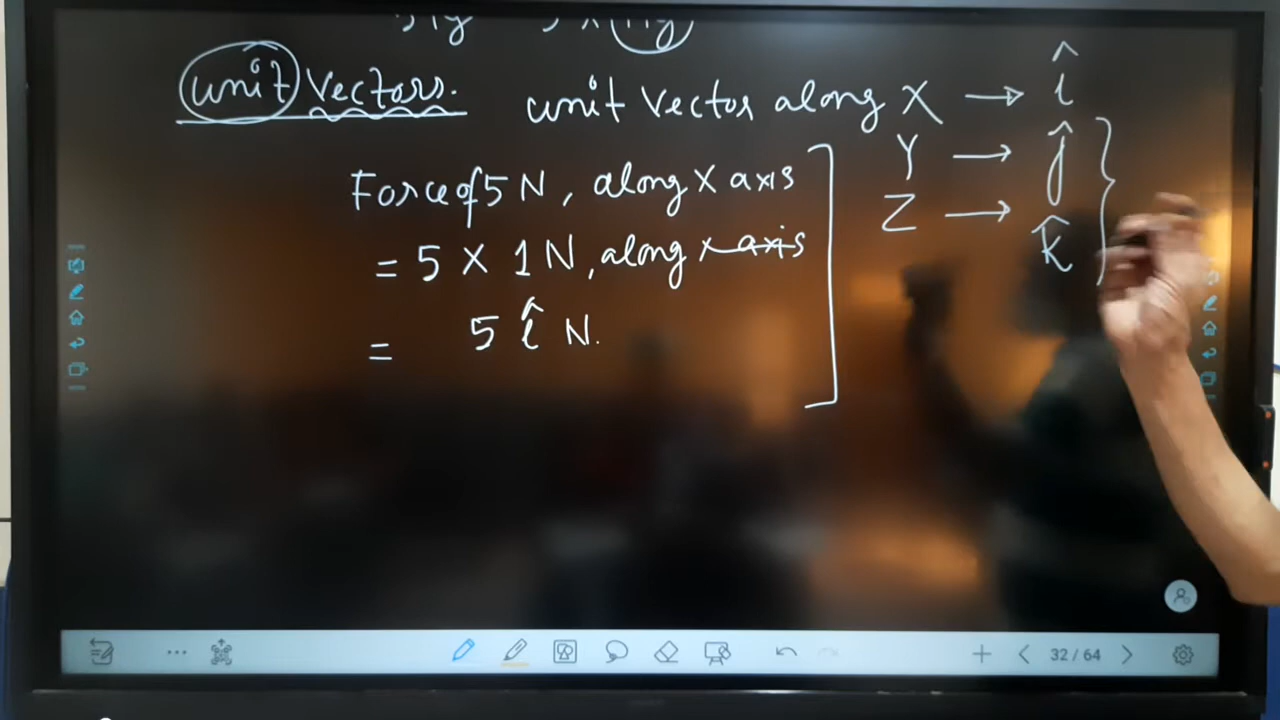 unit Vectors. unit Vector along X → î
Y → ĵ
Z → k̂
Force of 5 N, along X axis
= 5 X 1 N, along x axis
= 5 î N.
32 / 64